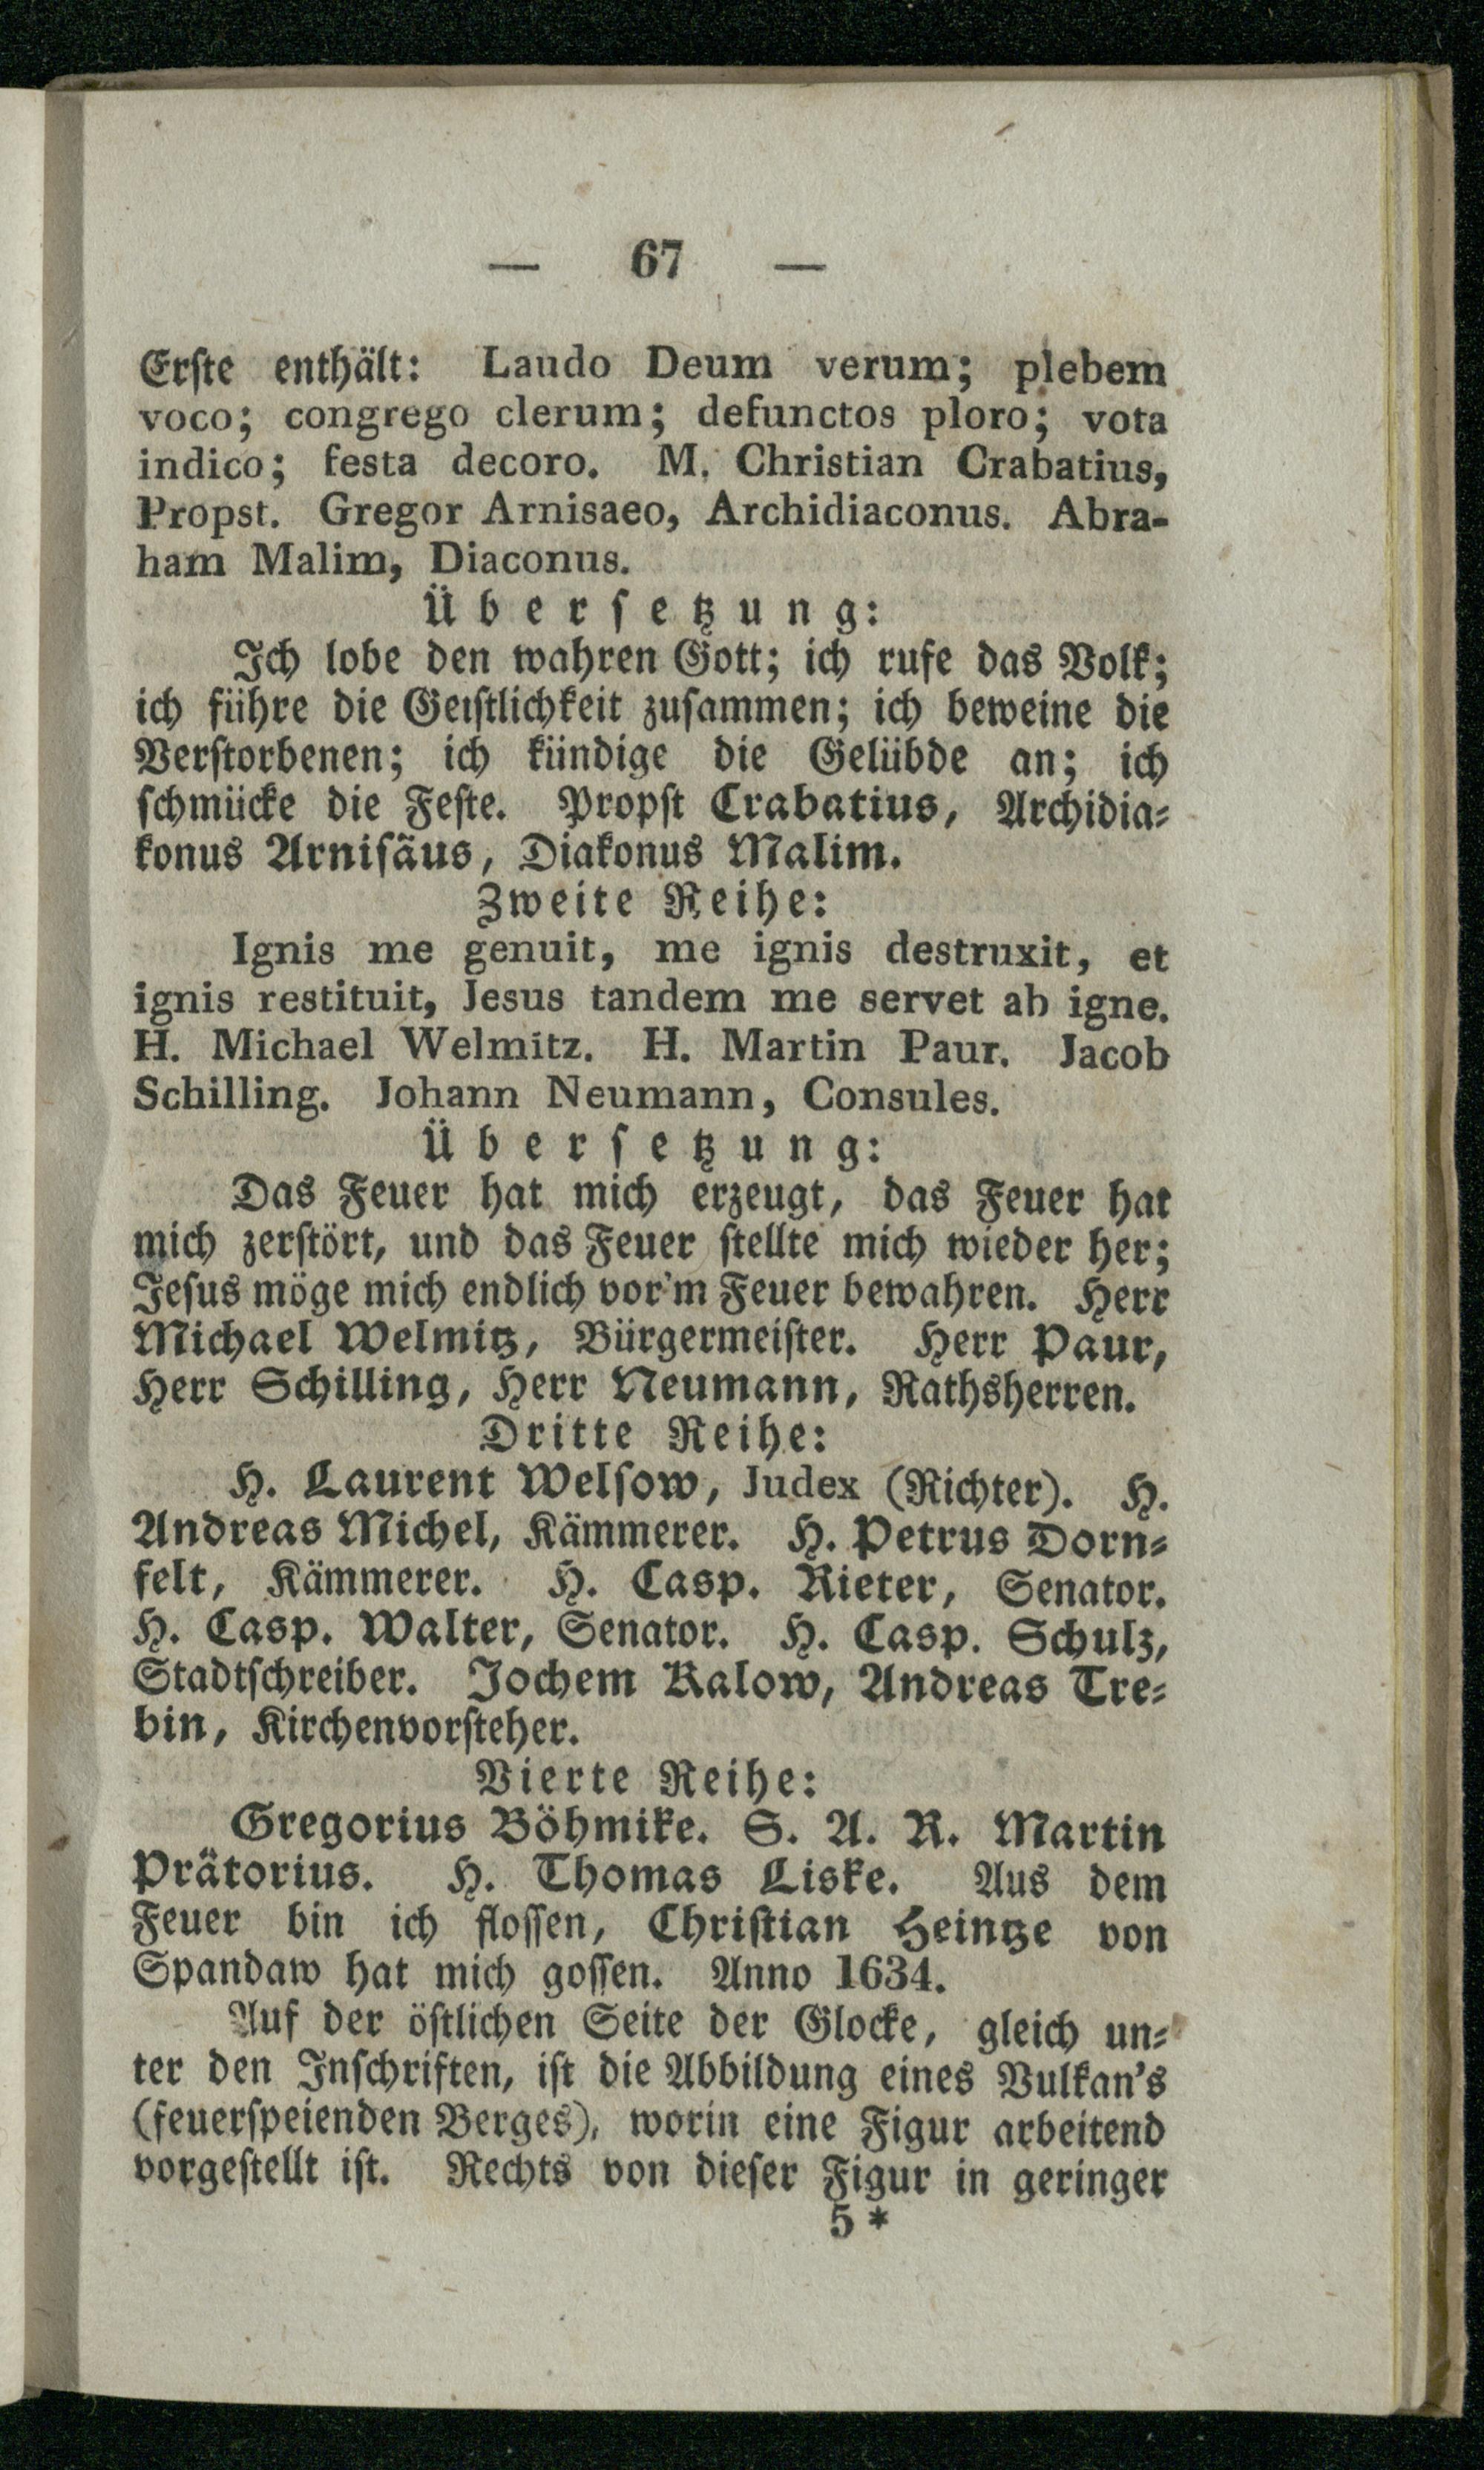 — 67 —
Erste enthält: Laudo Deum verum; plebem
voco; congrego clerum; defunctos ploro; vota
indico; festa decoro. M. Christian Crabatius,
Propst. Gregor Arnisaeo, Archidiaconus. Abra-
ham Malim, Diaconus.
Übersetzung:
Ich lobe den wahren Gott; ich rufe das Volk;
ich führe die Geistlichkeit zusammen; ich beweine die
Verstorbenen; ich kündige die Gelübde an; ich
schmücke die Feste. Propst Crabatius, Archidia-
konus Arnisäus, Diakonus Malim.
Zweite Reihe:
Ignis me genuit, me ignis destruxit, et
ignis restituit, Jesus tandem me servet ab igne.
H. Michael Welmitz. H. Martin Paur. Jacob
Schilling. Johann Neumann, Consules.
Übersetzung:
Das Feuer hat mich erzeugt, das Feuer hat
mich zerstört, und das Feuer stellte mich wieder her;
Jesus möge mich endlich vor'm Feuer bewahren. Herr
Michael Welmitz, Bürgermeister. Herr Paur,
Herr Schilling, Herr Neumann, Rathsherren.
Dritte Reihe:
H. Laurent Welsow, Judex (Richter). H.
Andreas Michel, Kämmerer. H. Petrus Dorn-
felt, Kämmerer. H. Casp. Rieter, Senator.
H. Casp. Walter, Senator. H. Casp. Schulz,
Stadtschreiber. Jochem Kalow, Andreas Tre-
bin, Kirchenvorsteher.
Vierte Reihe:
Gregorius Böhmike. S. A. R. Martin
Prätorius. H. Thomas Liske. Aus dem
Feuer bin ich flossen, Christian Heintze von
Spandaw hat mich gossen. Anno 1634.
Auf der östlichen Seite der Glocke, gleich un-
ter den Inschriften, ist die Abbildung eines Vulkan's
(feuerspeienden Berges), worin eine Figur arbeitend
vorgestellt ist. Rechts von dieser Figur in geringer
5*